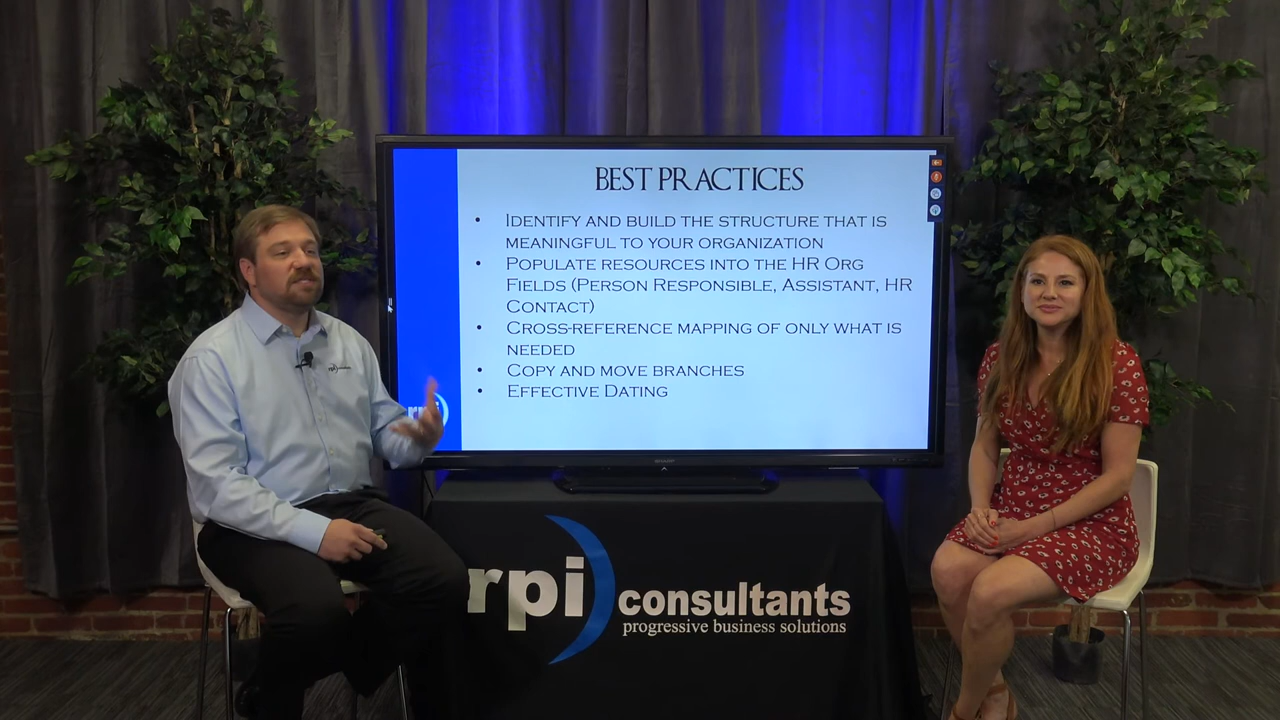 BEST PRACTICES
• IDENTIFY AND BUILD THE STRUCTURE THAT IS
MEANINGFUL TO YOUR ORGANIZATION
• POPULATE RESOURCES INTO THE HR ORG
FIELDS (PERSON RESPONSIBLE, ASSISTANT, HR
CONTACT)
• CROSS-REFERENCE MAPPING OF ONLY WHAT IS
NEEDED
• COPY AND MOVE BRANCHES
• EFFECTIVE DATING
rpi
rpi
rpi consultants
progressive business solutions